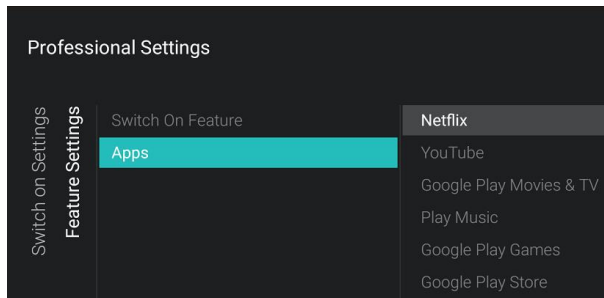 Professional Settings
Switch on Settings
Feature Settings
Switch On Feature
Apps
Netflix
YouTube
Google Play Movies & TV
Play Music
Google Play Games
Google Play Store